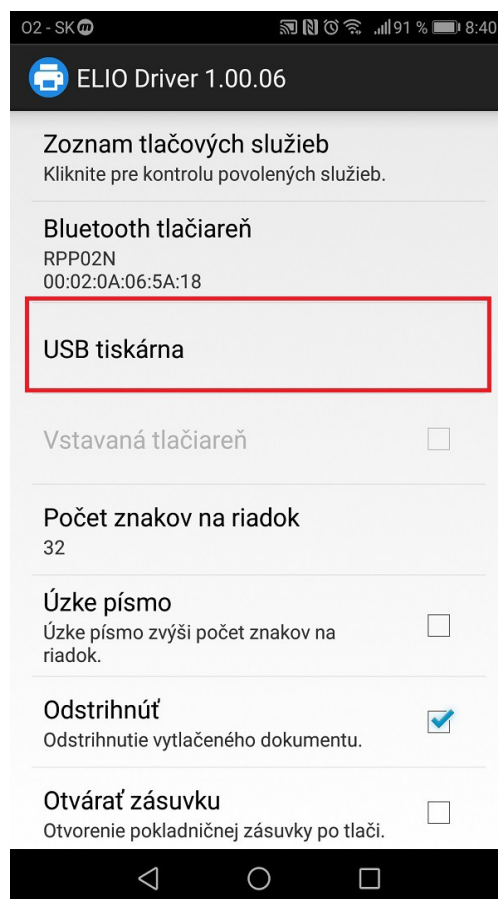 O2 - SK 91 % 8:40
ELIO Driver 1.00.06
Zoznam tlačových služieb
Kliknite pre kontrolu povolených služieb.
Bluetooth tlačiareň
RPP02N
00:02:0A:06:5A:18
USB tiskárna
Vstavaná tlačiareň
Počet znakov na riadok
32
Úzke písmo
Úzke písmo zvýši počet znakov na
riadok.
Odstrihnúť
Odstrihnutie vytlačeného dokumentu.
Otvárať zásuvku
Otvorenie pokladničnej zásuvky po tlači.